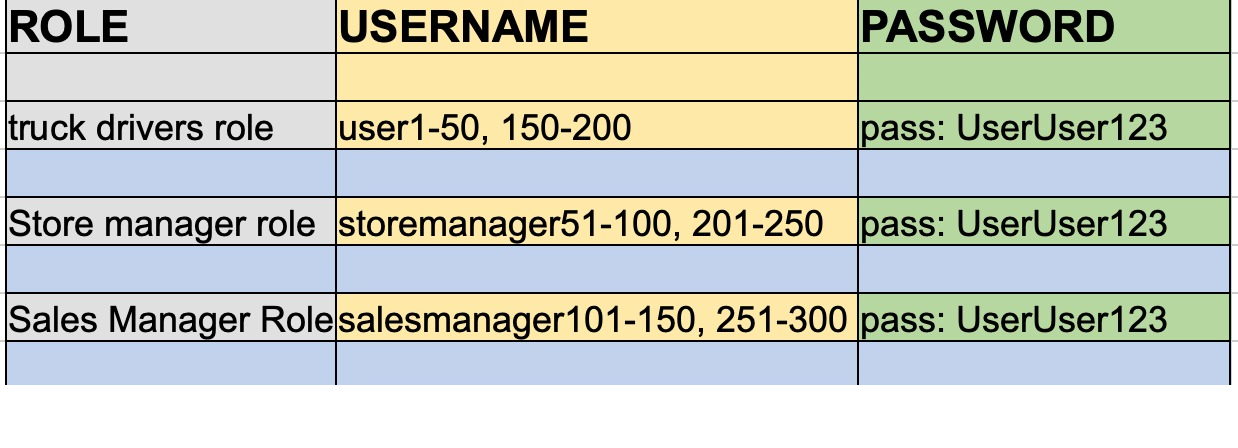 ROLE USERNAME PASSWORD
truck drivers role user1-50, 150-200 pass: UserUser123
Store manager role storemanager51-100, 201-250 pass: UserUser123
Sales Manager Role salesmanager101-150, 251-300 pass: UserUser123